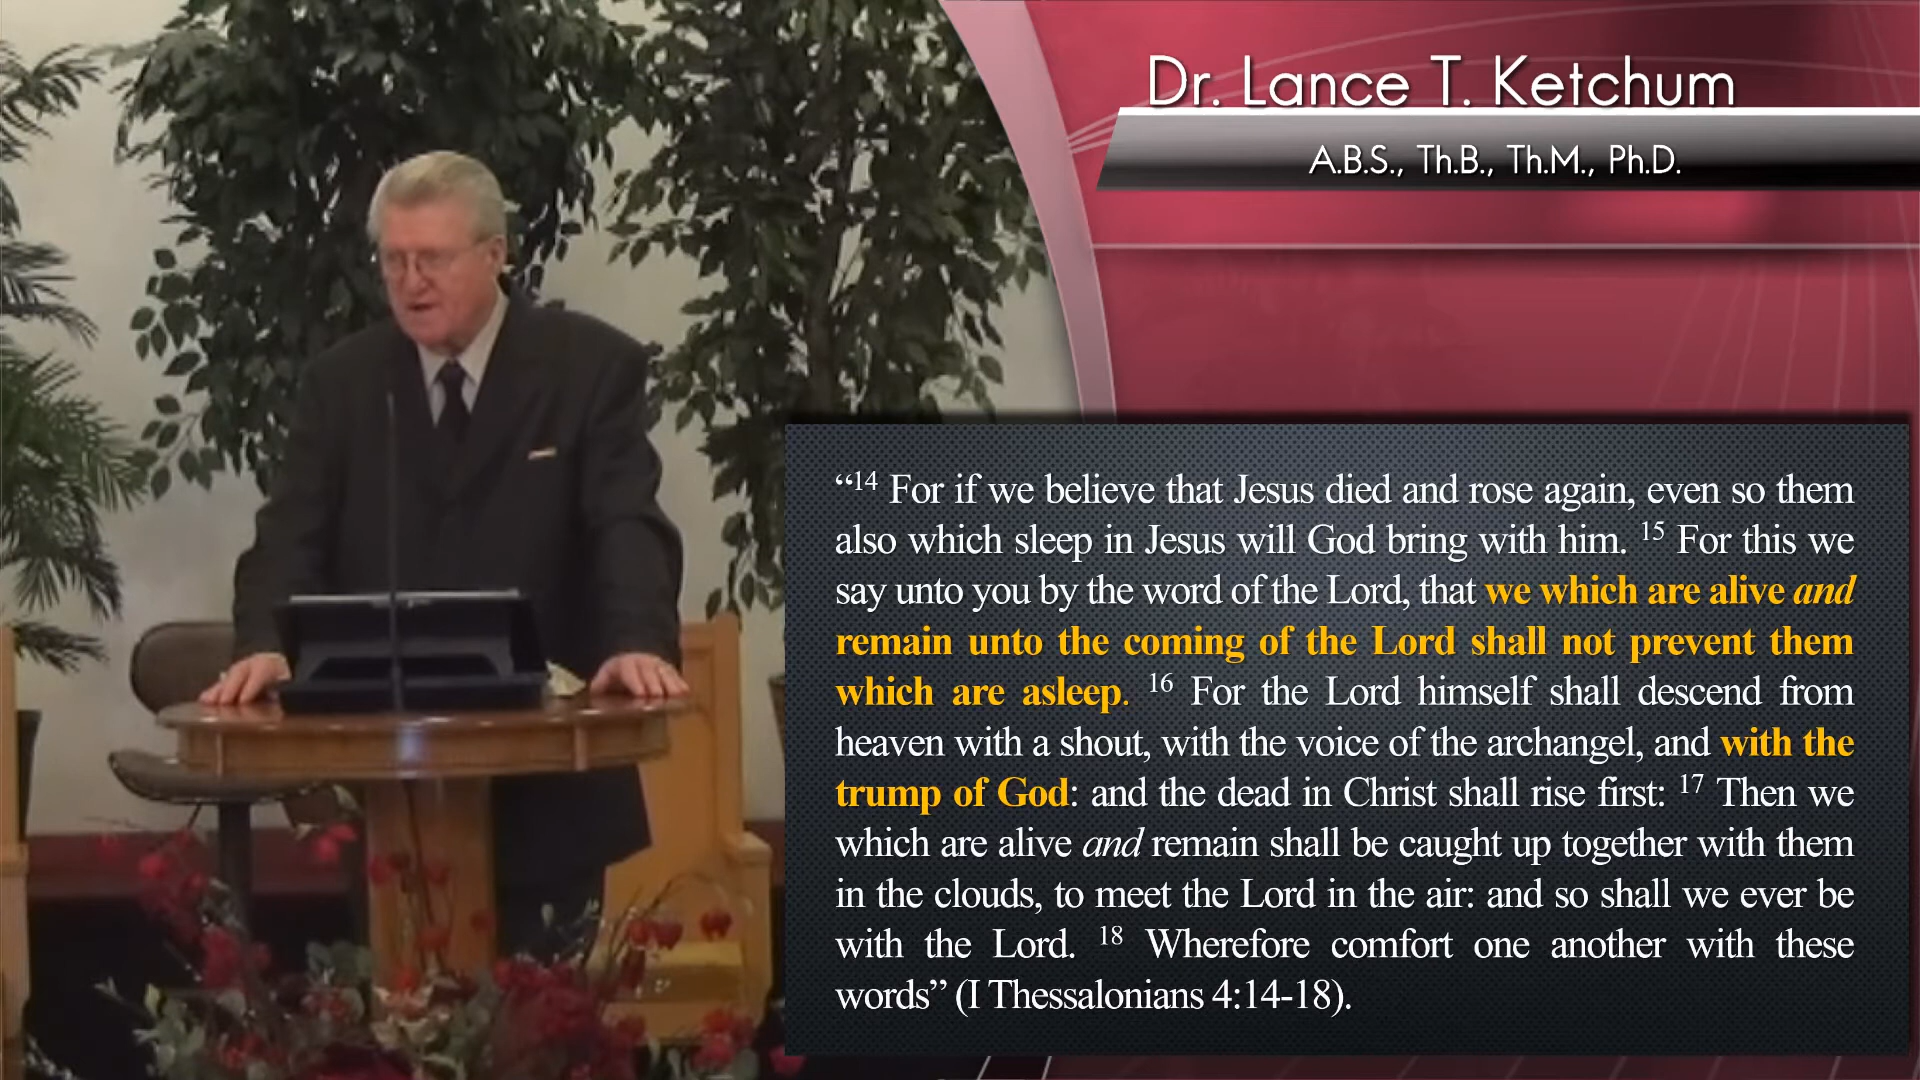 Dr. Lance T. Ketchum
A.B.S., Th.B., Th.M., Ph.D.
“14 For if we believe that Jesus died and rose again, even so them
also which sleep in Jesus will God bring with him. 15 For this we
say unto you by the word of the Lord, that we which are alive and
remain unto the coming of the Lord shall not prevent them
which are asleep. 16 For the Lord himself shall descend from
heaven with a shout, with the voice of the archangel, and with the
trump of God: and the dead in Christ shall rise first: 17 Then we
which are alive and remain shall be caught up together with them
in the clouds, to meet the Lord in the air: and so shall we ever be
with the Lord. 18 Wherefore comfort one another with these
words” (I Thessalonians 4:14-18).